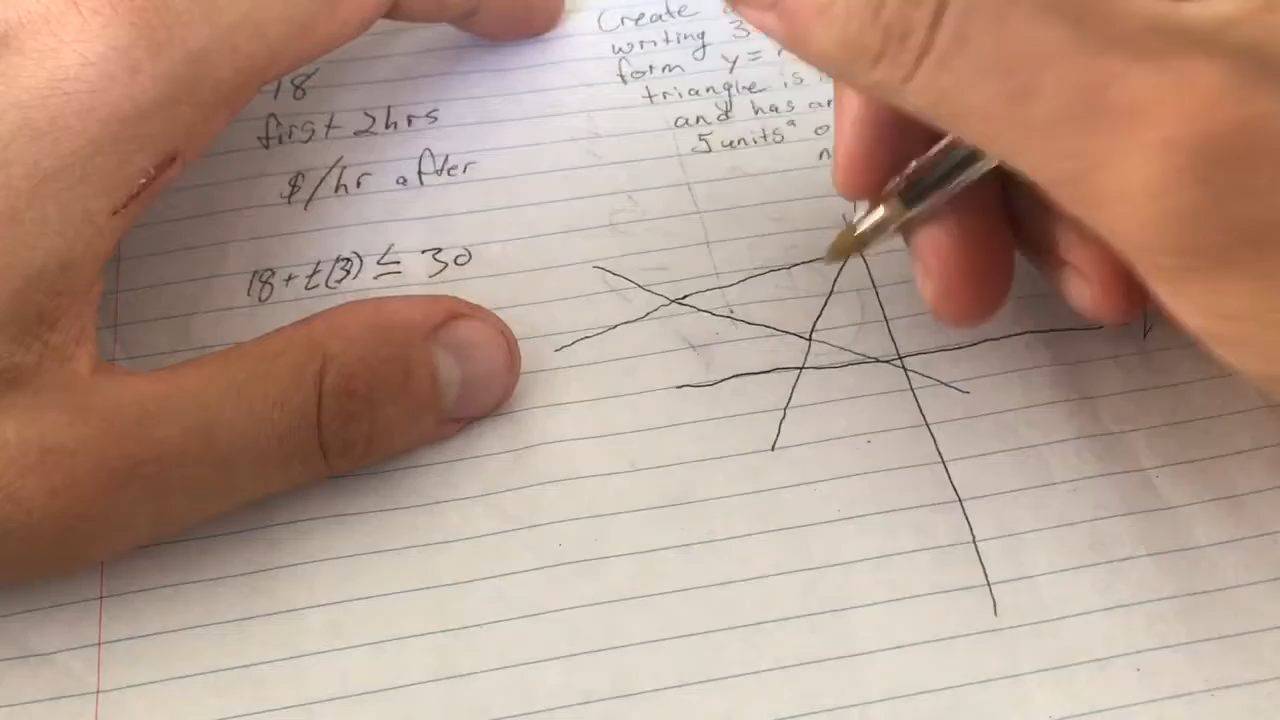 18
first 2hrs
$/hr after
18+t(3) ≤ 30
Create
writing 3
form y=
triangle is
and has
5 units²